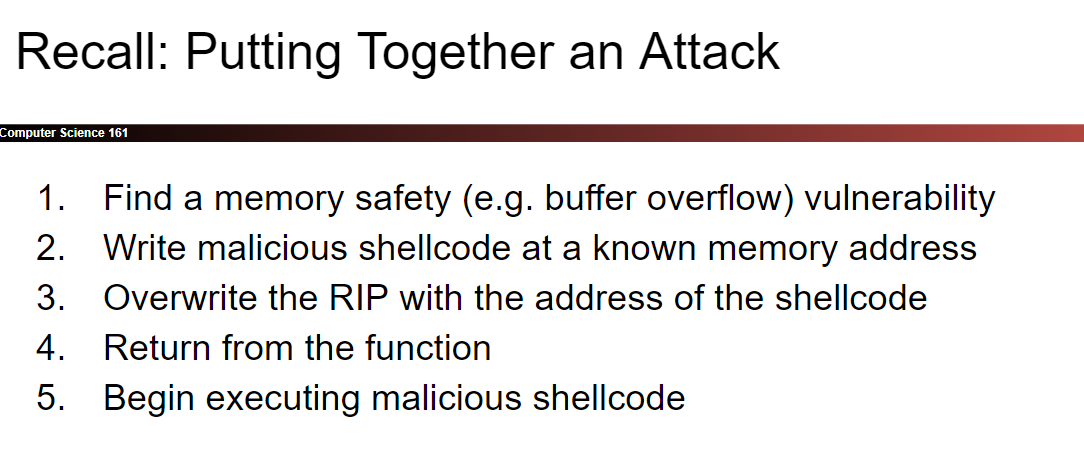 Recall: Putting Together an Attack
Computer Science 161
1. Find a memory safety (e.g. buffer overflow) vulnerability
2. Write malicious shellcode at a known memory address
3. Overwrite the RIP with the address of the shellcode
4. Return from the function
5. Begin executing malicious shellcode